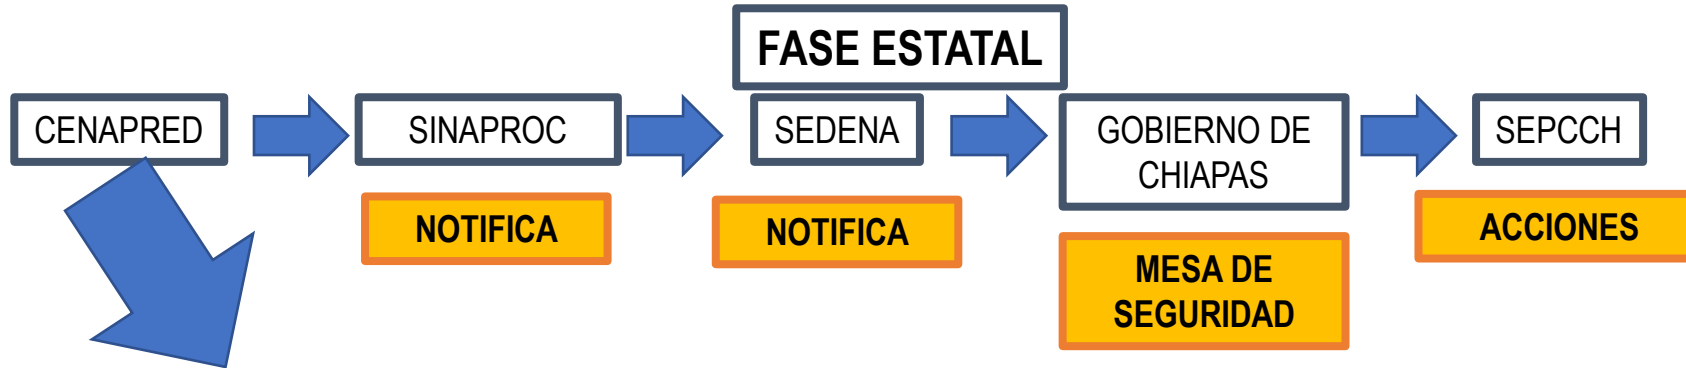 FASE ESTATAL
CENAPRED
SINAPROC
SEDENA
GOBIERNO DE
CHIAPAS
SEPCCH
NOTIFICA
NOTIFICA
MESA DE
SEGURIDAD
ACCIONES